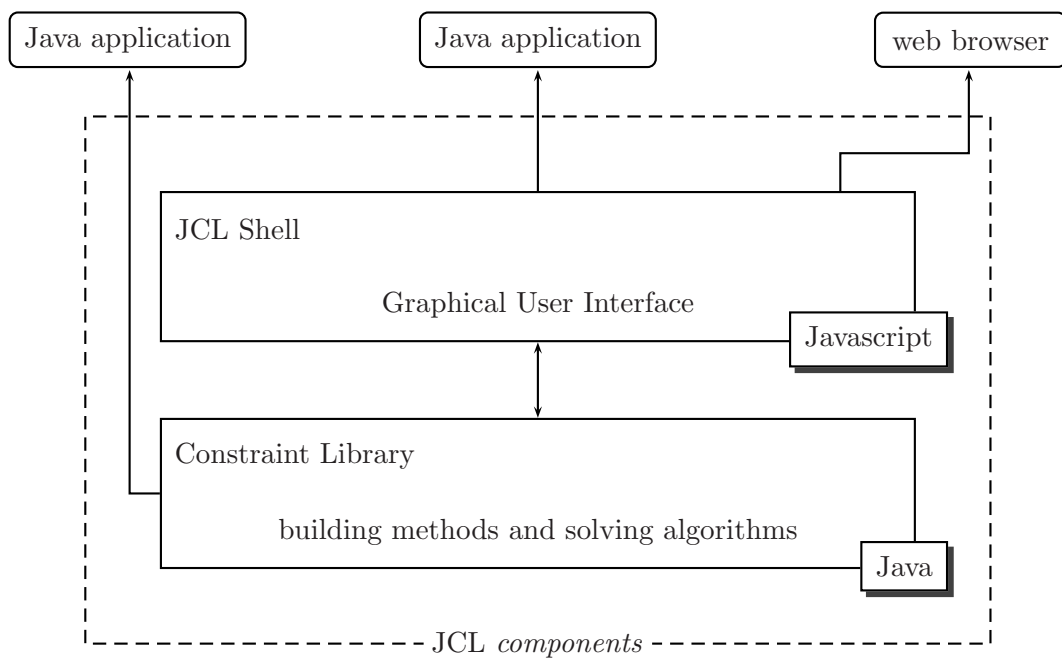 Java application
Java application
web browser
JCL Shell
Graphical User Interface
Javascript
Constraint Library
building methods and solving algorithms
Java
JCL components